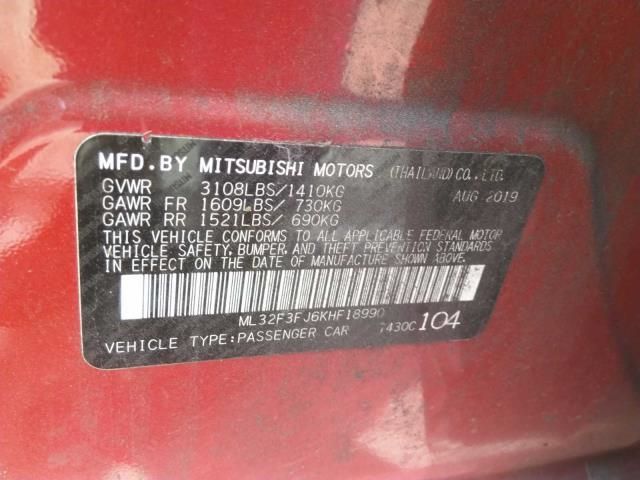 MFD.BY MITSUBISHI MOTORS (THAILAND) CO.,LTD.
GVWR 3108LBS/1410KG AUG 2019
GAWR FR 1609LBS/ 730KG
GAWR RR 1521LBS/ 690KG
THIS VEHICLE CONFORMS TO ALL APPLICABLE FEDERAL MOTOR
VEHICLE SAFETY, BUMPER, AND THEFT PREVENTION STANDARDS
IN EFFECT ON THE DATE OF MANUFACTURE SHOWN ABOVE.
ML32F3FJ6KHF18990
VEHICLE TYPE:PASSENGER CAR 7430C 104